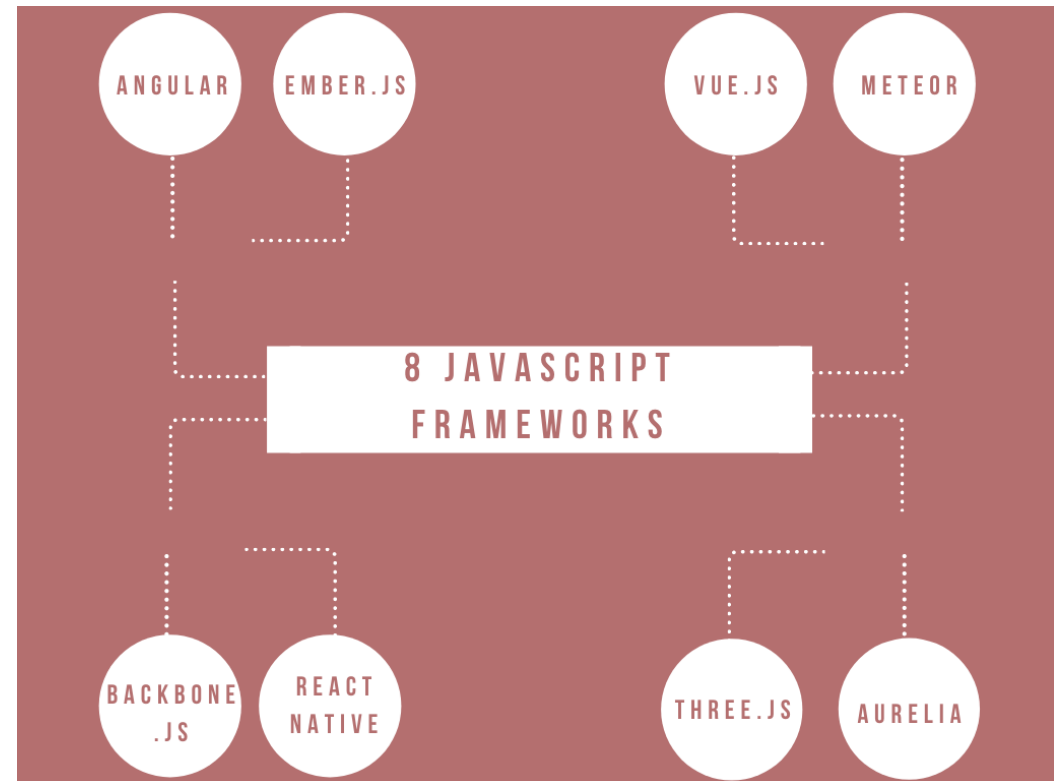 ANGULAR
EMBER.JS
VUE.JS
METEOR
8 JAVASCRIPT
FRAMEWORKS
BACKBONE
.JS
REACT
NATIVE
THREE.JS
AURELIA